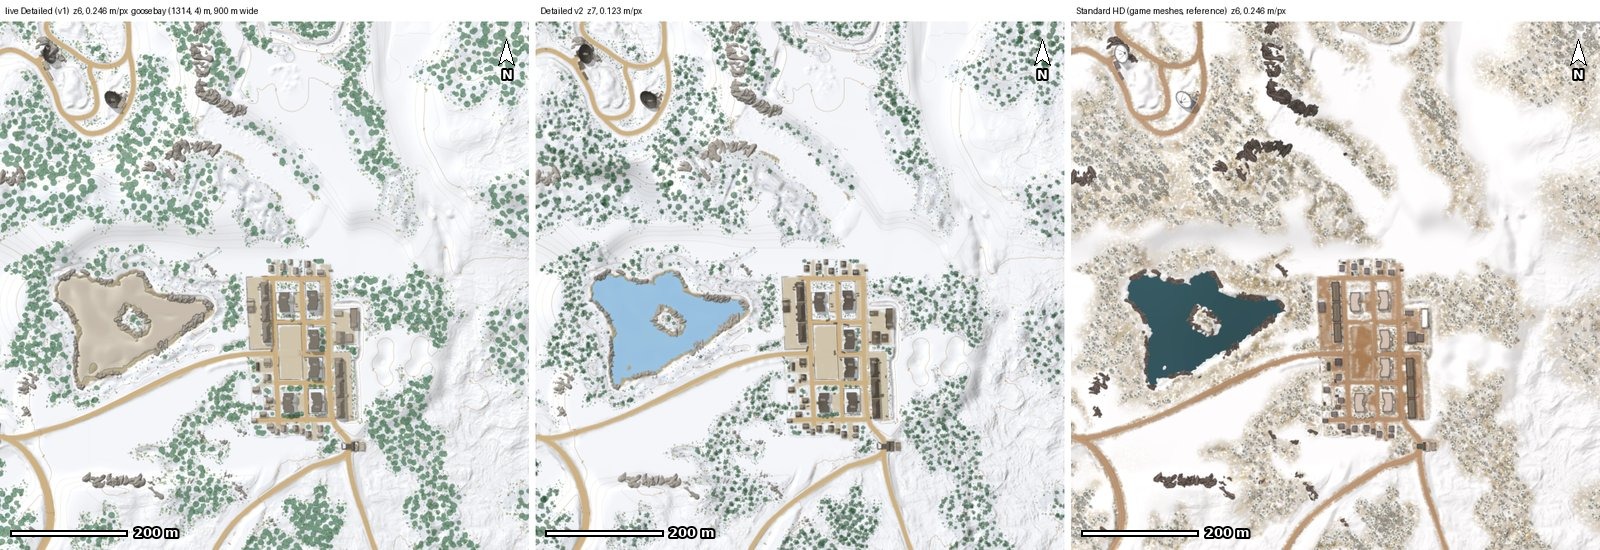 live Detailed (v1) z6, 0.246 m/px goosebay (1314, 4) m, 900 m wide
Detailed v2 z7, 0.123 m/px
Standard HD (game meshes, reference) z6, 0.246 m/px
N
N
N
200 m
200 m
200 m